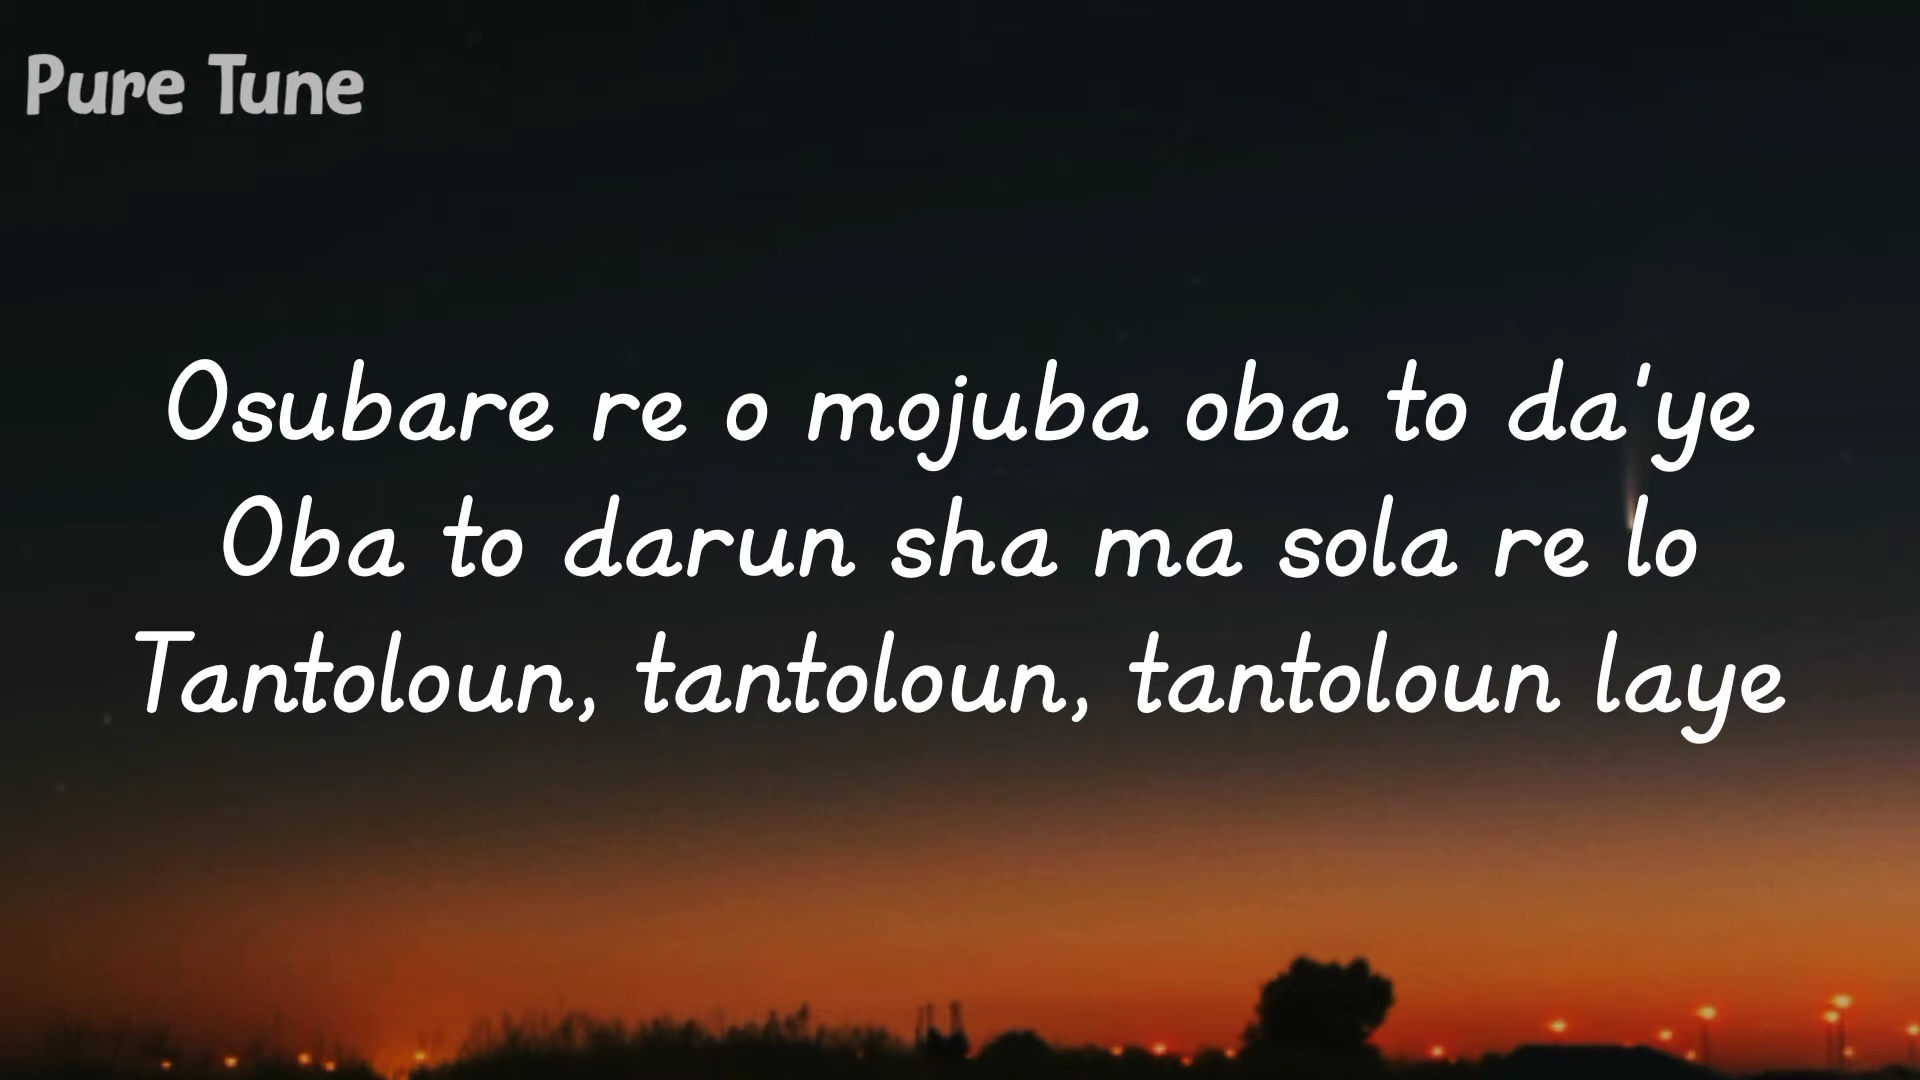 Pure Tune
Osubare re o mojuba oba to da'ye
Oba to darun sha ma sola re lo
Tantoloun, tantoloun, tantoloun laye